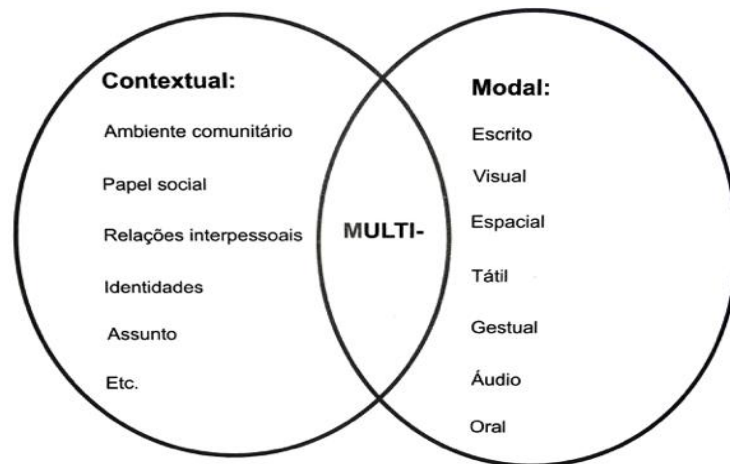 Contextual:
Ambiente comunitário
Papel social
Relações interpessoais
Identidades
Assunto
Etc.
MULTI-
Modal:
Escrito
Visual
Espacial
Tátil
Gestual
Áudio
Oral